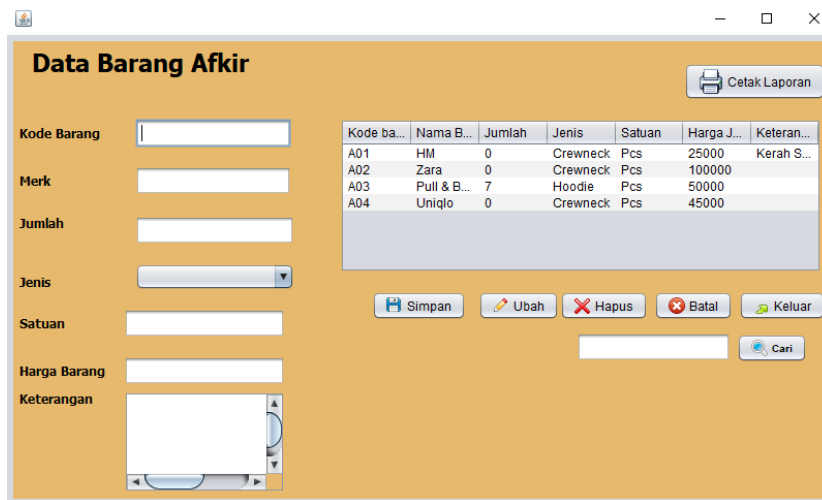 Data Barang Afkir
Cetak Laporan
Kode Barang
Merk
Jumlah
Jenis
Satuan
Harga Barang
Keterangan
Kode ba... Nama B... Jumlah Jenis Satuan Harga J... Keteran...
A01 HM 0 Crewneck Pcs 25000 Kerah S...
A02 Zara 0 Crewneck Pcs 100000
A03 Pull & B... 7 Hoodie Pcs 50000
A04 Uniqlo 0 Crewneck Pcs 45000
Simpan Ubah Hapus Batal Keluar
Cari